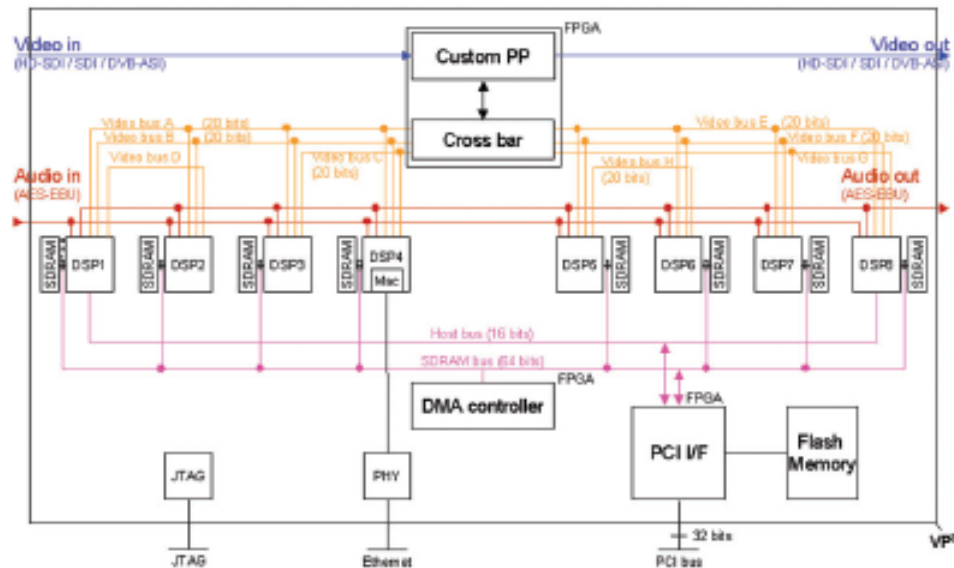 FPGA
Video in
(HD-SDI / SDI / DVB-ASI)
Custom PP
Video out
(HD-SDI / SDI / DVB-ASI)
Video bus A (20 bits)
Video bus B (20 bits)
Video bus D
Video bus C
(20 bits)
Cross bar
Video bus E (20 bits)
Video bus F (20 bits)
Video bus G
Video bus H
(20 bits)
Audio in
(AES-EBU)
Audio out
(AES-EBU)
SDRAM
DSP1
SDRAM
DSP2
SDRAM
DSP3
SDRAM
DSP4
Mac
DSP5
SDRAM
DSP6
SDRAM
DSP7
SDRAM
DSP8
SDRAM
Host bus (16 bits)
SDRAM bus (64 bits)
FPGA
DMA controller
FPGA
PCI I/F
Flash
Memory
JTAG
PHY
32 bits
JTAG
Ethernet
PCI bus